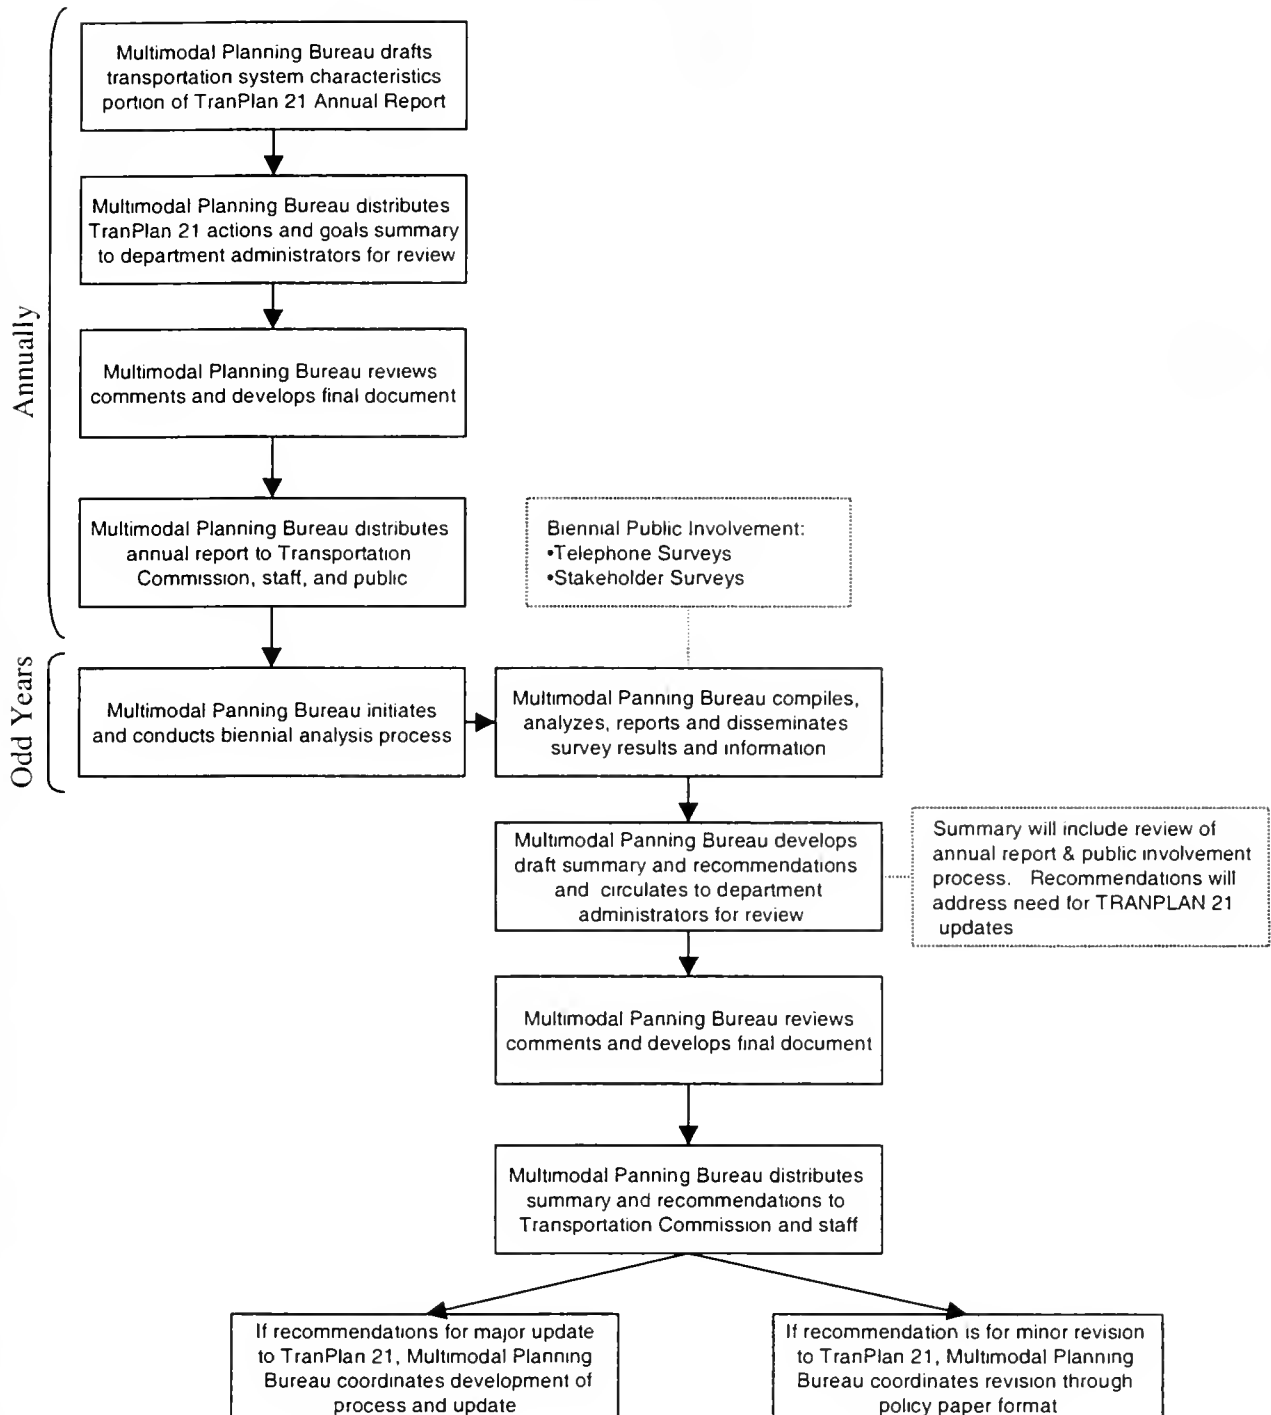 Annually
Multimodal Planning Bureau drafts
transportation system characteristics
portion of TranPlan 21 Annual Report
Multimodal Planning Bureau distributes
TranPlan 21 actions and goals summary
to department administrators for review
Multimodal Planning Bureau reviews
comments and develops final document
Multimodal Planning Bureau distributes
annual report to Transportation
Commission, staff, and public
Biennial Public Involvement:
•Telephone Surveys
•Stakeholder Surveys
Odd Years
Multimodal Panning Bureau initiates
and conducts biennial analysis process
Multimodal Panning Bureau compiles,
analyzes, reports and disseminates
survey results and information
Multimodal Panning Bureau develops
draft summary and recommendations
and circulates to department
administrators for review
Summary will include review of
annual report & public involvement
process. Recommendations will
address need for TRANPLAN 21
updates
Multimodal Panning Bureau reviews
comments and develops final document
Multimodal Panning Bureau distributes
summary and recommendations to
Transportation Commission and staff
If recommendations for major update
to TranPlan 21, Multimodal Planning
Bureau coordinates development of
process and update
If recommendation is for minor revision
to TranPlan 21, Multimodal Planning
Bureau coordinates revision through
policy paper format